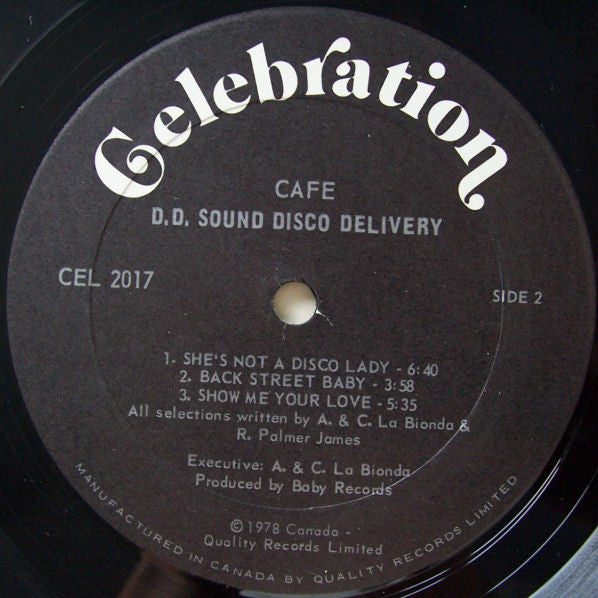 Celebration
CAFE
D.D. SOUND DISCO DELIVERY
CEL 2017
SIDE 2
1. SHE'S NOT A DISCO LADY - 6:40
2. BACK STREET BABY - 3:58
3. SHOW ME YOUR LOVE - 5:35
All selections written by A. & C. La Bionda &
R. Palmer James
Executive: A. & C. La Bionda
Produced by Baby Records
© 1978 Canada -
Quality Records Limited
MANUFACTURED IN CANADA BY QUALITY RECORDS LIMITED